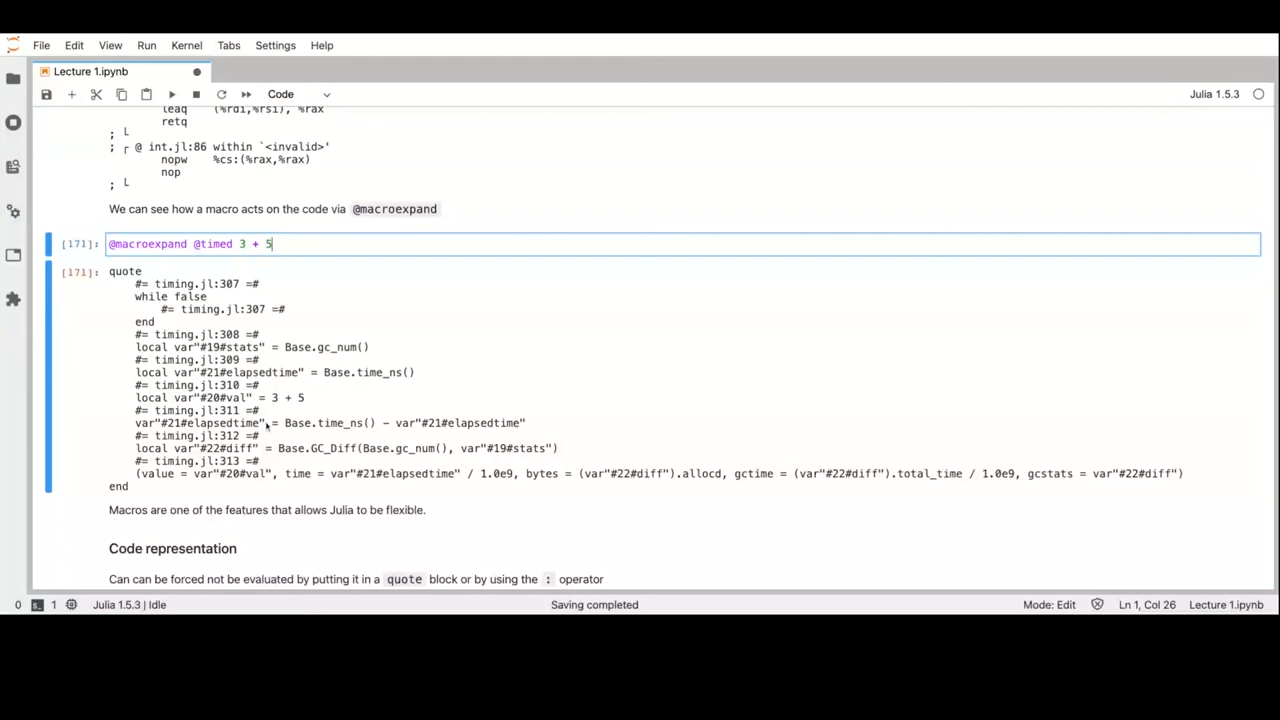 File Edit View Run Kernel Tabs Settings Help
Lecture 1.ipynb
Code
Julia 1.5.3
leaq (%rdi,%rsi), %rax
retq
; └
; ┌ @ int.jl:86 within `<invalid>'
nopw %cs:(%rax,%rax)
nop
; └
We can see how a macro acts on the code via @macroexpand
[171]: @macroexpand @timed 3 + 5
[171]: quote
#= timing.jl:307 =#
while false
#= timing.jl:307 =#
end
#= timing.jl:308 =#
local var"#19#stats" = Base.gc_num()
#= timing.jl:309 =#
local var"#21#elapsedtime" = Base.time_ns()
#= timing.jl:310 =#
local var"#20#val" = 3 + 5
#= timing.jl:311 =#
var"#21#elapsedtime" = Base.time_ns() - var"#21#elapsedtime"
#= timing.jl:312 =#
local var"#22#diff" = Base.GC_Diff(Base.gc_num(), var"#19#stats")
#= timing.jl:313 =#
(value = var"#20#val", time = var"#21#elapsedtime" / 1.0e9, bytes = (var"#22#diff").allocd, gctime = (var"#22#diff").total_time / 1.0e9, gcstats = var"#22#diff")
end
Macros are one of the features that allows Julia to be flexible.
Code representation
Can can be forced not be evaluated by putting it in a quote block or by using the : operator
0 1 Julia 1.5.3 | Idle Saving completed Mode: Edit Ln 1, Col 26 Lecture 1.ipynb